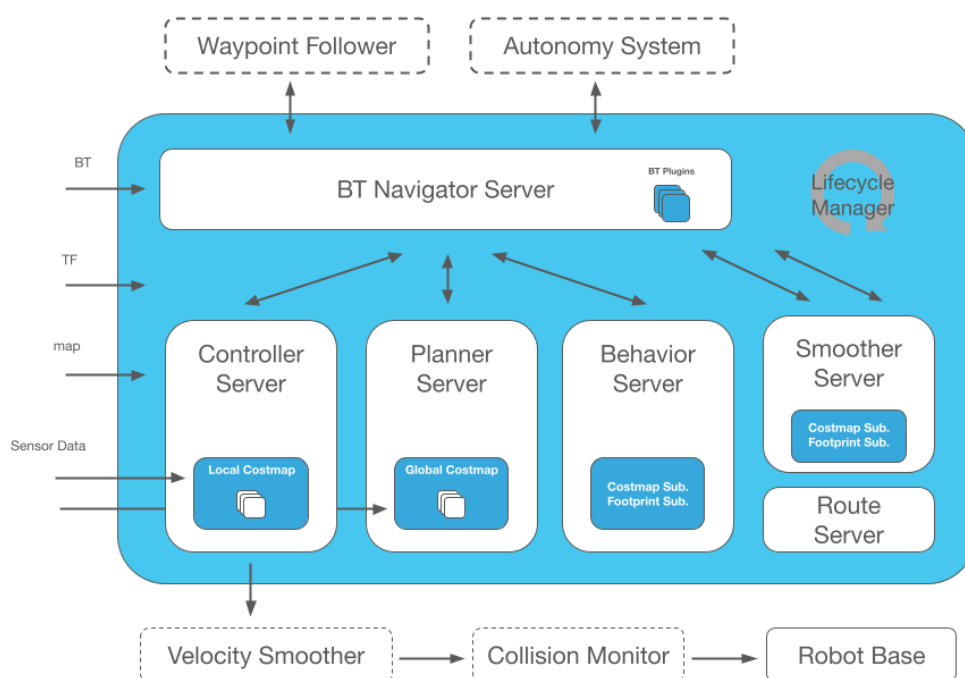 Waypoint Follower
Autonomy System
BT
BT Plugins
BT Navigator Server
Lifecycle
Manager
TF
map
Sensor Data
Controller
Server
Local Costmap
Planner
Server
Global Costmap
Behavior
Server
Costmap Sub.
Footprint Sub.
Smoother
Server
Costmap Sub.
Footprint Sub.
Route
Server
Velocity Smoother
Collision Monitor
Robot Base